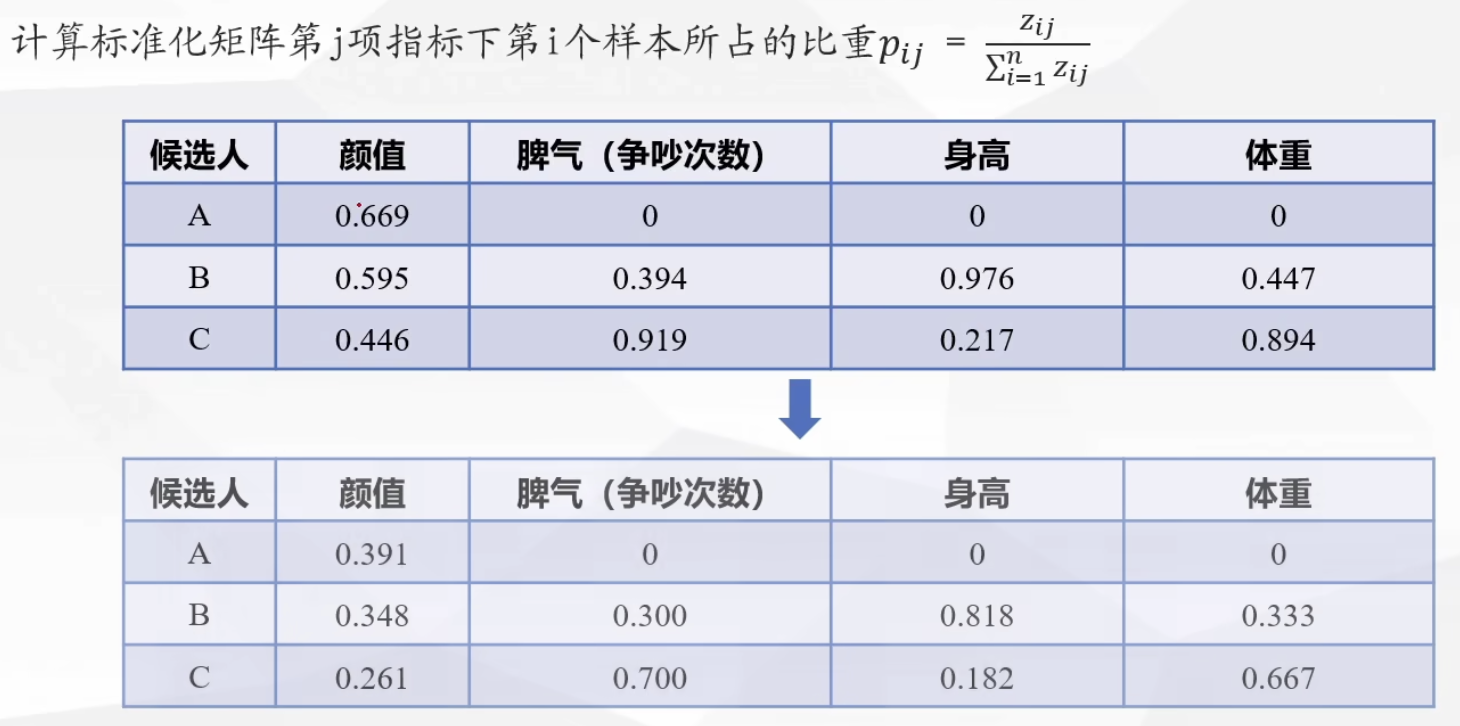 计算标准化矩阵第j项指标下第i个样本所占的比重p_{ij} = \frac{z_{ij}}{\sum_{i=1}^{n} z_{ij}}
候选人 颜值 脾气（争吵次数） 身高 体重
A 0.669 0 0 0
B 0.595 0.394 0.976 0.447
C 0.446 0.919 0.217 0.894
候选人 颜值 脾气（争吵次数） 身高 体重
A 0.391 0 0 0
B 0.348 0.300 0.818 0.333
C 0.261 0.700 0.182 0.667